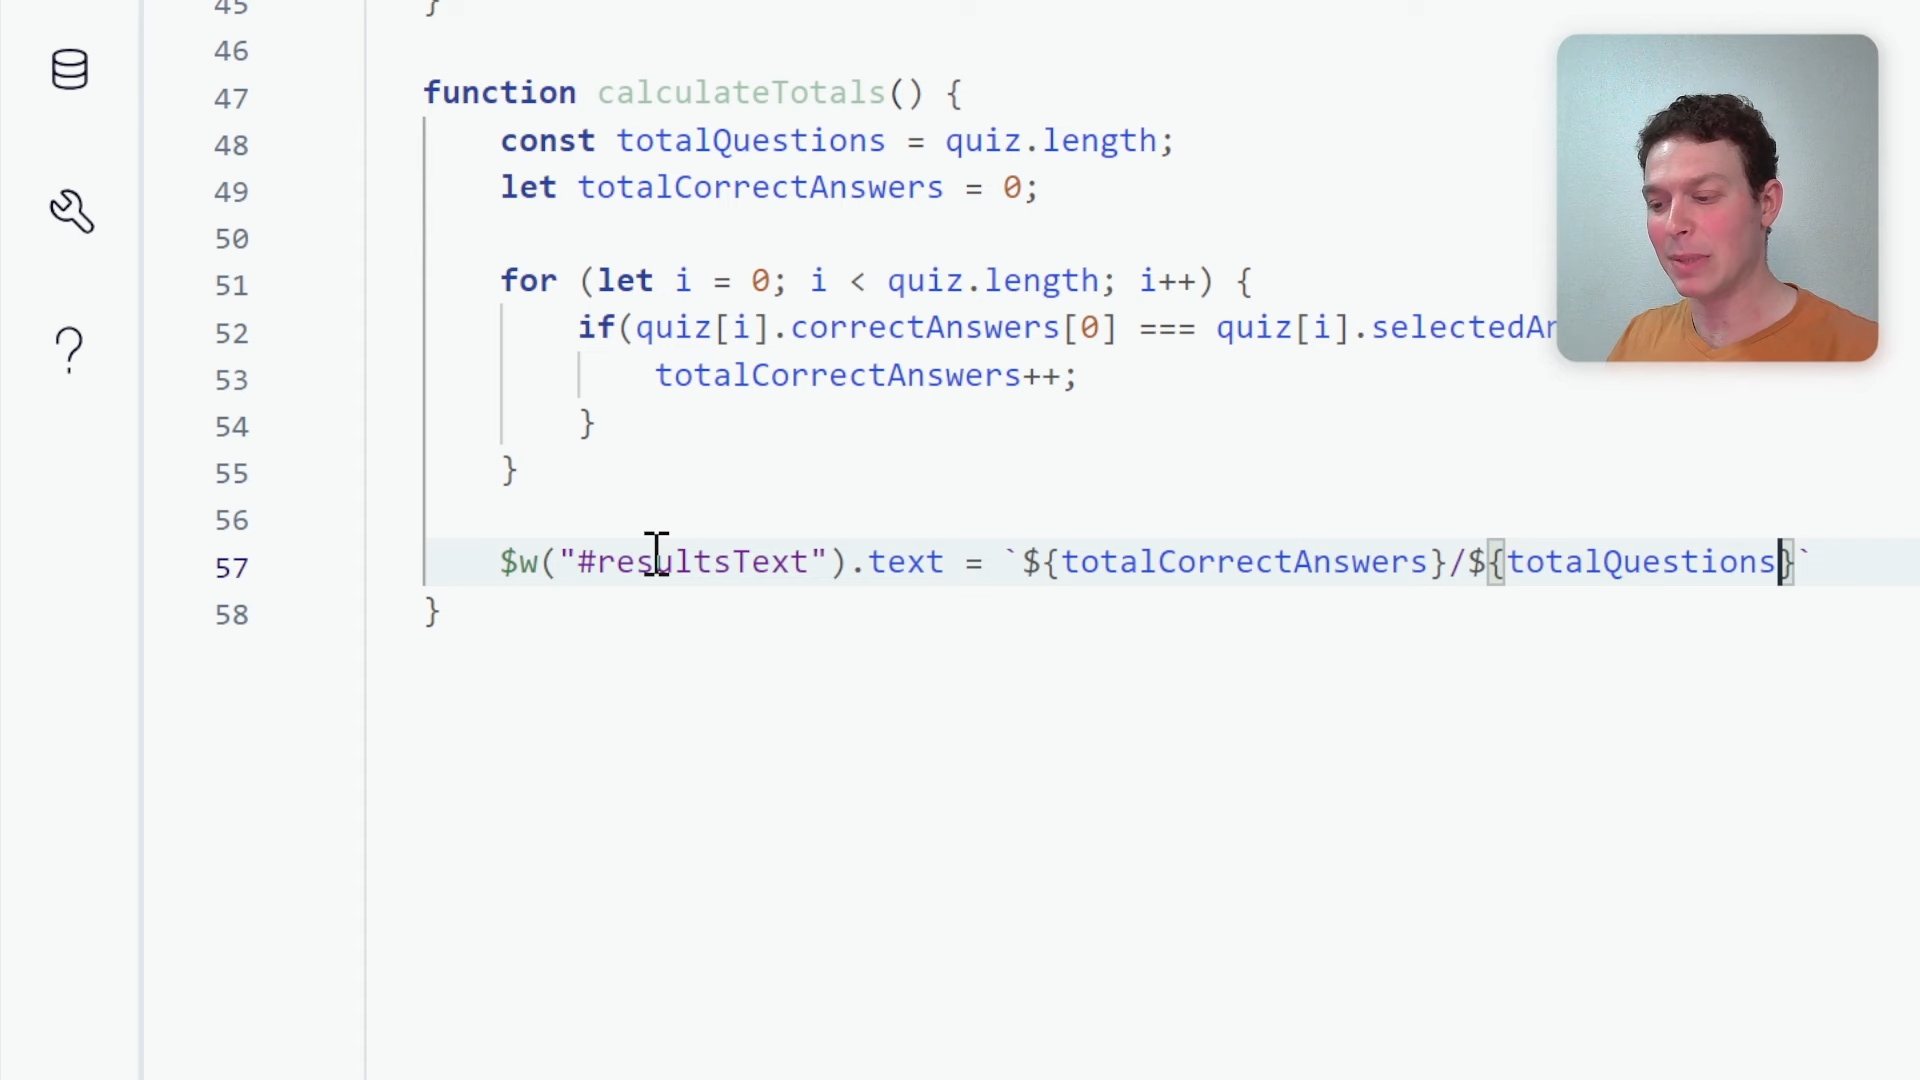 45 }
46
47 function calculateTotals() {
48 const totalQuestions = quiz.length;
49 let totalCorrectAnswers = 0;
50
51 for (let i = 0; i < quiz.length; i++) {
52 if(quiz[i].correctAnswers[0] === quiz[i].selectedAn
53 totalCorrectAnswers++;
54 }
55 }
56
57 $w("#resultsText").text = `${totalCorrectAnswers}/${totalQuestions}`
58 }